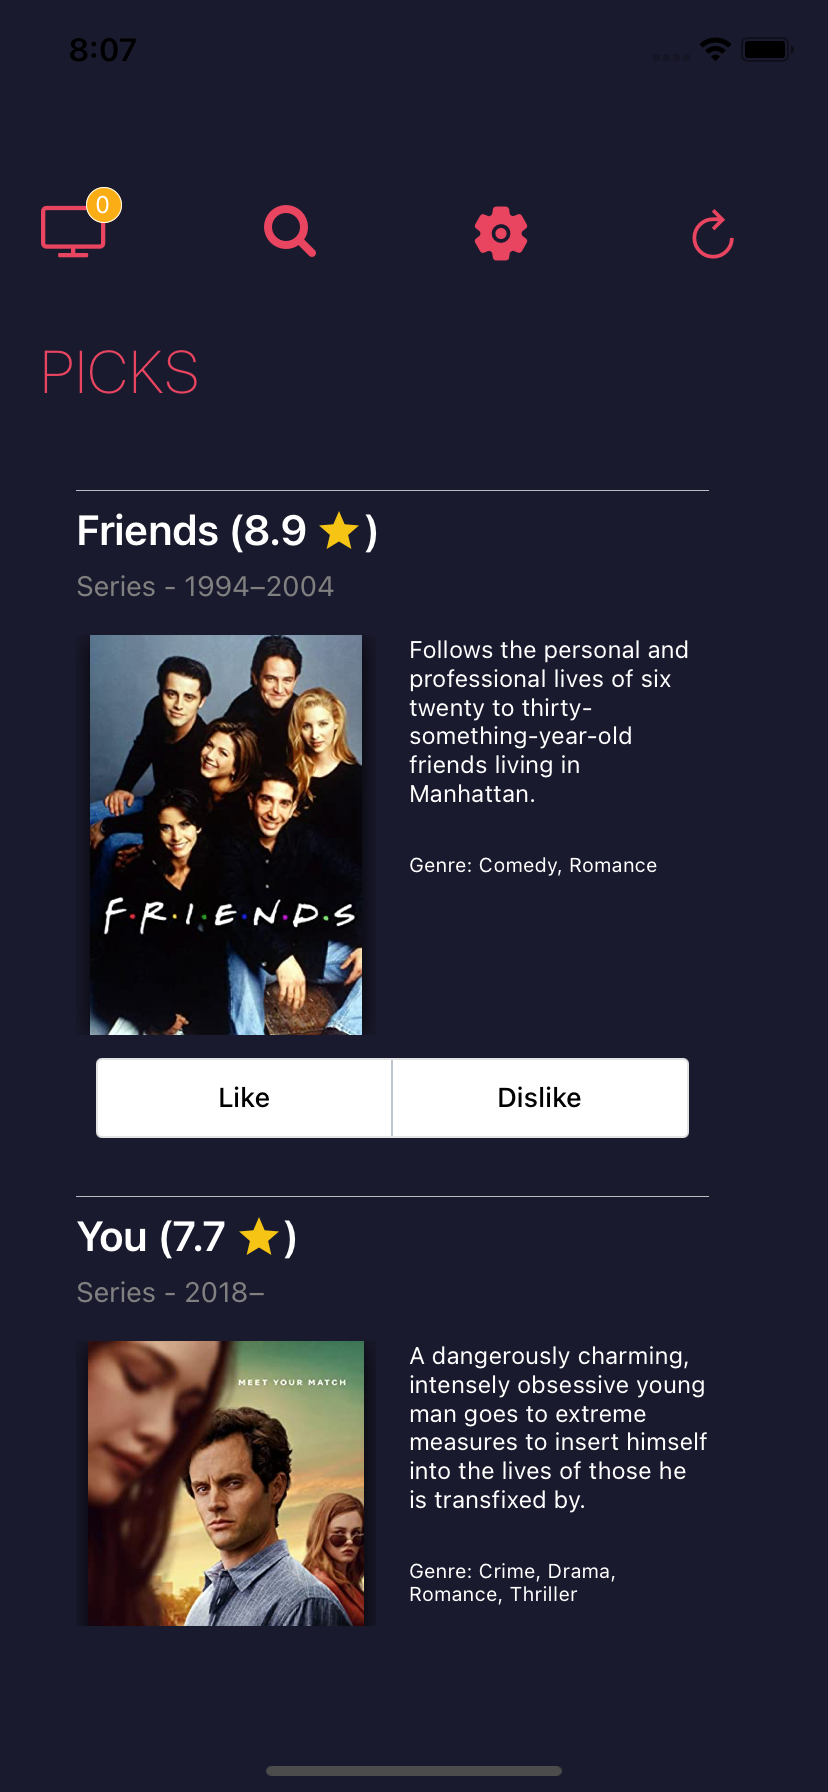 8:07
0
PICKS
Friends (8.9 ⭐)
Series - 1994–2004
Follows the personal and
professional lives of six
twenty to thirty-
something-year-old
friends living in
Manhattan.
Genre: Comedy, Romance
F·R·I·E·N·D·S
Like
Dislike
You (7.7 ⭐)
Series - 2018–
MEET YOUR MATCH
A dangerously charming,
intensely obsessive young
man goes to extreme
measures to insert himself
into the lives of those he
is transfixed by.
Genre: Crime, Drama,
Romance, Thriller